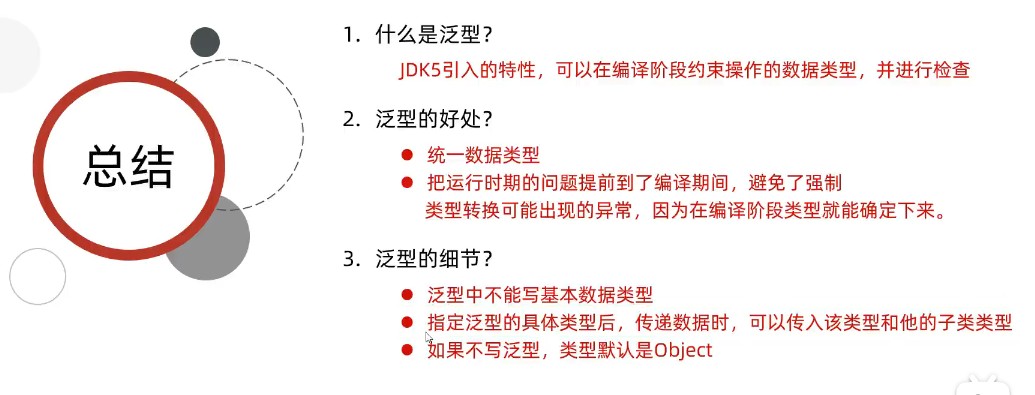 总结
1. 什么是泛型？
JDK5引入的特性，可以在编译阶段约束操作的数据类型，并进行检查
2. 泛型的好处？
● 统一数据类型
● 把运行时期的问题提前到了编译期间，避免了强制
类型转换可能出现的异常，因为在编译阶段类型就能确定下来。
3. 泛型的细节？
● 泛型中不能写基本数据类型
● 指定泛型的具体类型后，传递数据时，可以传入该类型和他的子类类型
● 如果不写泛型，类型默认是Object